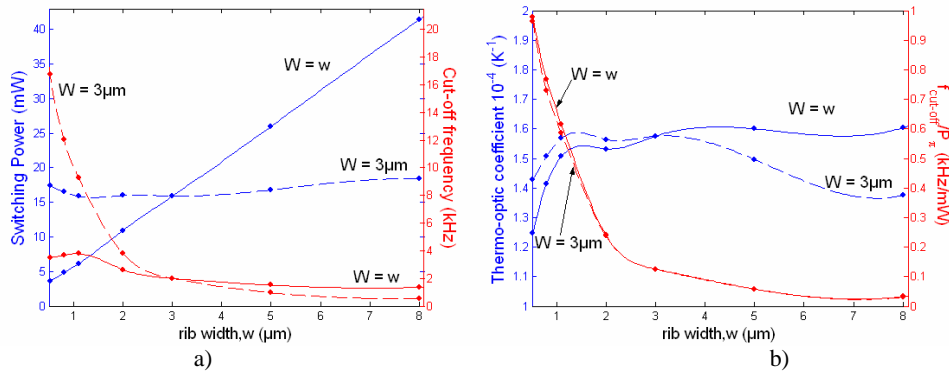 40
35
30
25
20
15
10
5
0
Switching Power (mW)
W = 3µm
W = w
W = 3µm
W = w
20
18
16
14
12
10
8
6
4
2
0
Cut-off frequency (kHz)
1 2 3 4 5 6 7 8
rib width,w (µm)
a)
2
1.9
1.8
1.7
1.6
1.5
1.4
1.3
1.2
1.1
1
Thermo-optic coefficient 10⁻⁴ (K⁻¹)
W = w
W = w
W = 3µm
W = 3µm
1
0.9
0.8
0.7
0.6
0.5
0.4
0.3
0.2
0.1
0
f cut-off/Pπ (kHz/mW)
1 2 3 4 5 6 7 8
rib width,w (µm)
b)